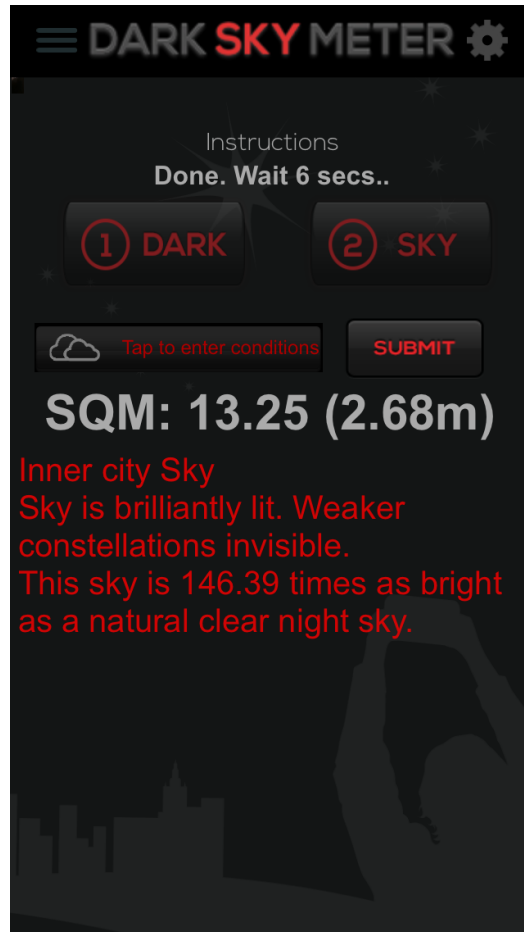 DARK SKY METER
Instructions
Done. Wait 6 secs..
1 DARK
2 SKY
Tap to enter conditions
SUBMIT
SQM: 13.25 (2.68m)
Inner city Sky
Sky is brilliantly lit. Weaker
constellations invisible.
This sky is 146.39 times as bright
as a natural clear night sky.